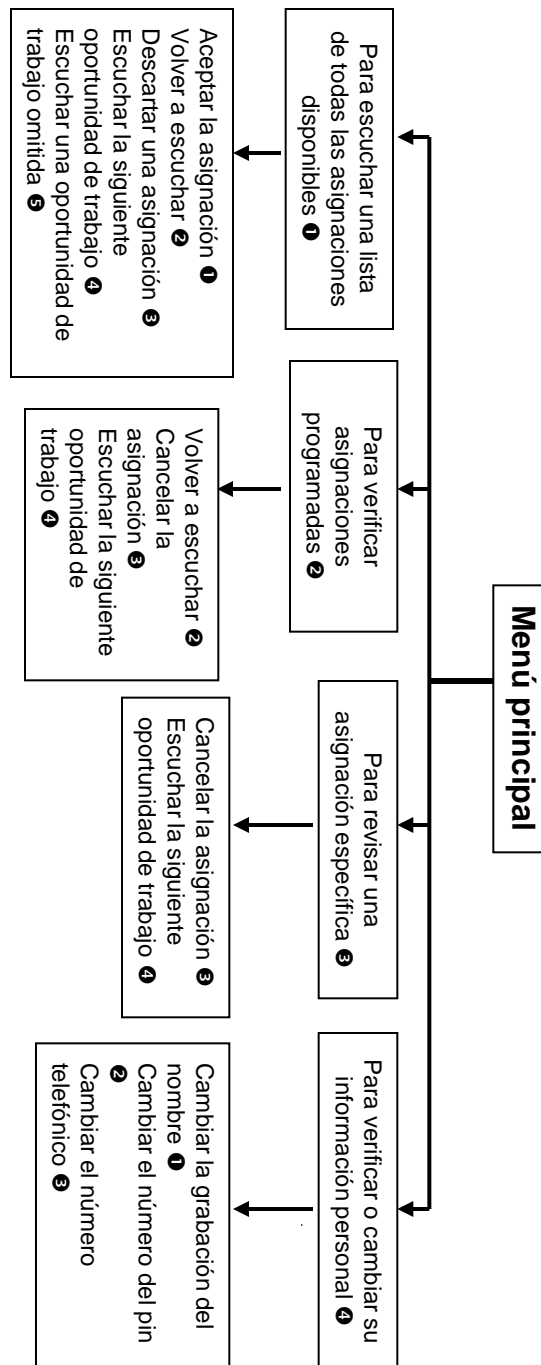 Menú principal
Para escuchar una lista
de todas las asignaciones
disponibles ❶
Aceptar la asignación ❶
Volver a escuchar ❷
Descartar una asignación ❸
Escuchar la siguiente
oportunidad de trabajo ❹
Escuchar una oportunidad de
trabajo omitida ❺
Para verificar
asignaciones
programadas ❷
Volver a escuchar ❷
Cancelar la
asignación ❸
Escuchar la siguiente
oportunidad de
trabajo ❹
Para revisar una
asignación específica ❸
Cancelar la asignación ❸
Escuchar la siguiente
oportunidad de trabajo ❹
Para verificar o cambiar su
información personal ❹
Cambiar la grabación del
nombre ❶
Cambiar el número del pin
❷
Cambiar el número
telefónico ❸